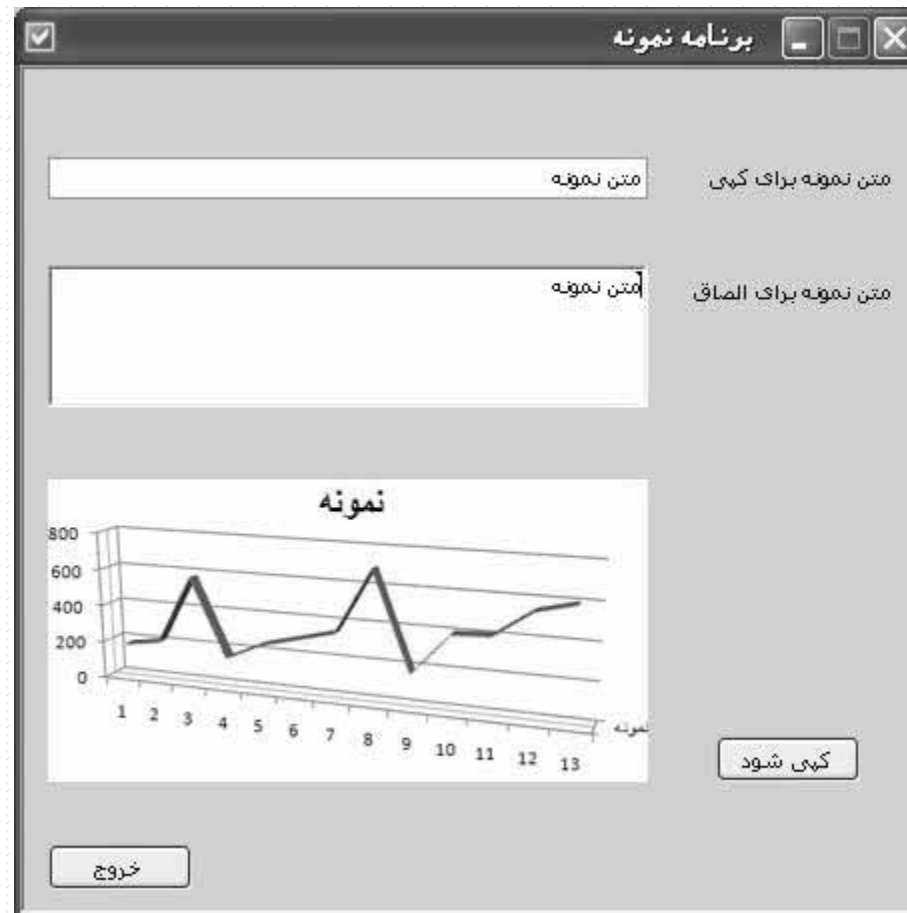 برنامه نمونه
متن نمونه برای کپی
متن نمونه
متن نمونه برای الصاق
متن نمونه
نمونه
800
600
400
200
0
1 2 3 4 5 6 7 8 9 10 11 12 13
نمونه
کپی شود
خروج